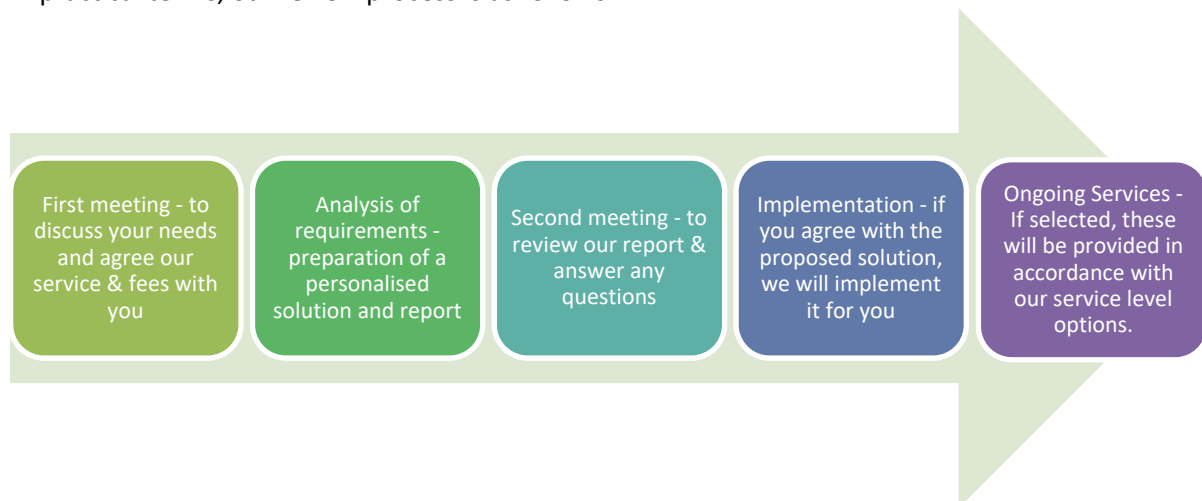 First meeting - to
discuss your needs
and agree our
service & fees with
you
Analysis of
requirements -
preparation of a
personalised
solution and report
Second meeting - to
review our report &
answer any
questions
Implementation - if
you agree with the
proposed solution,
we will implement
it for you
Ongoing Services -
If selected, these
will be provided in
accordance with
our service level
options.